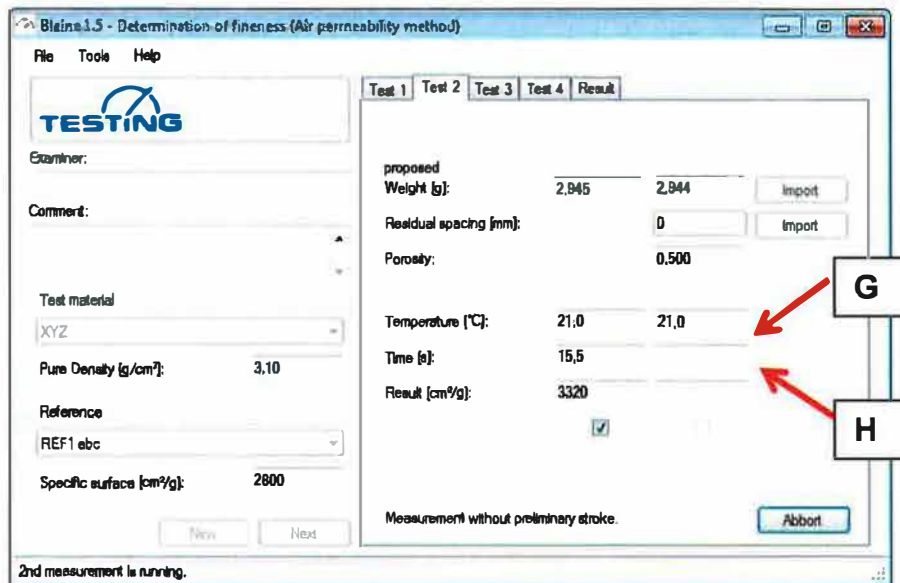 Blaine 1.5 - Determination of fineness (Air permeability method)
File Tools Help
TESTING
Examiner:
Comment:
Test material
XYZ
Pure Density [g/cm³]: 3,10
Reference
REF1 abc
Specific surface [cm²/g]: 2800
New Next
Test 1 Test 2 Test 3 Test 4 Result
proposed
Weight [g]: 2,945 2,944 Import
Residual spacing [mm]: 0 Import
Porosity: 0,500
Temperature [°C]: 21,0 21,0
Time [s]: 15,5
Result [cm²/g]: 3320
Measurement without preliminary stroke.
Abbort
G
H
2nd measurement is running.